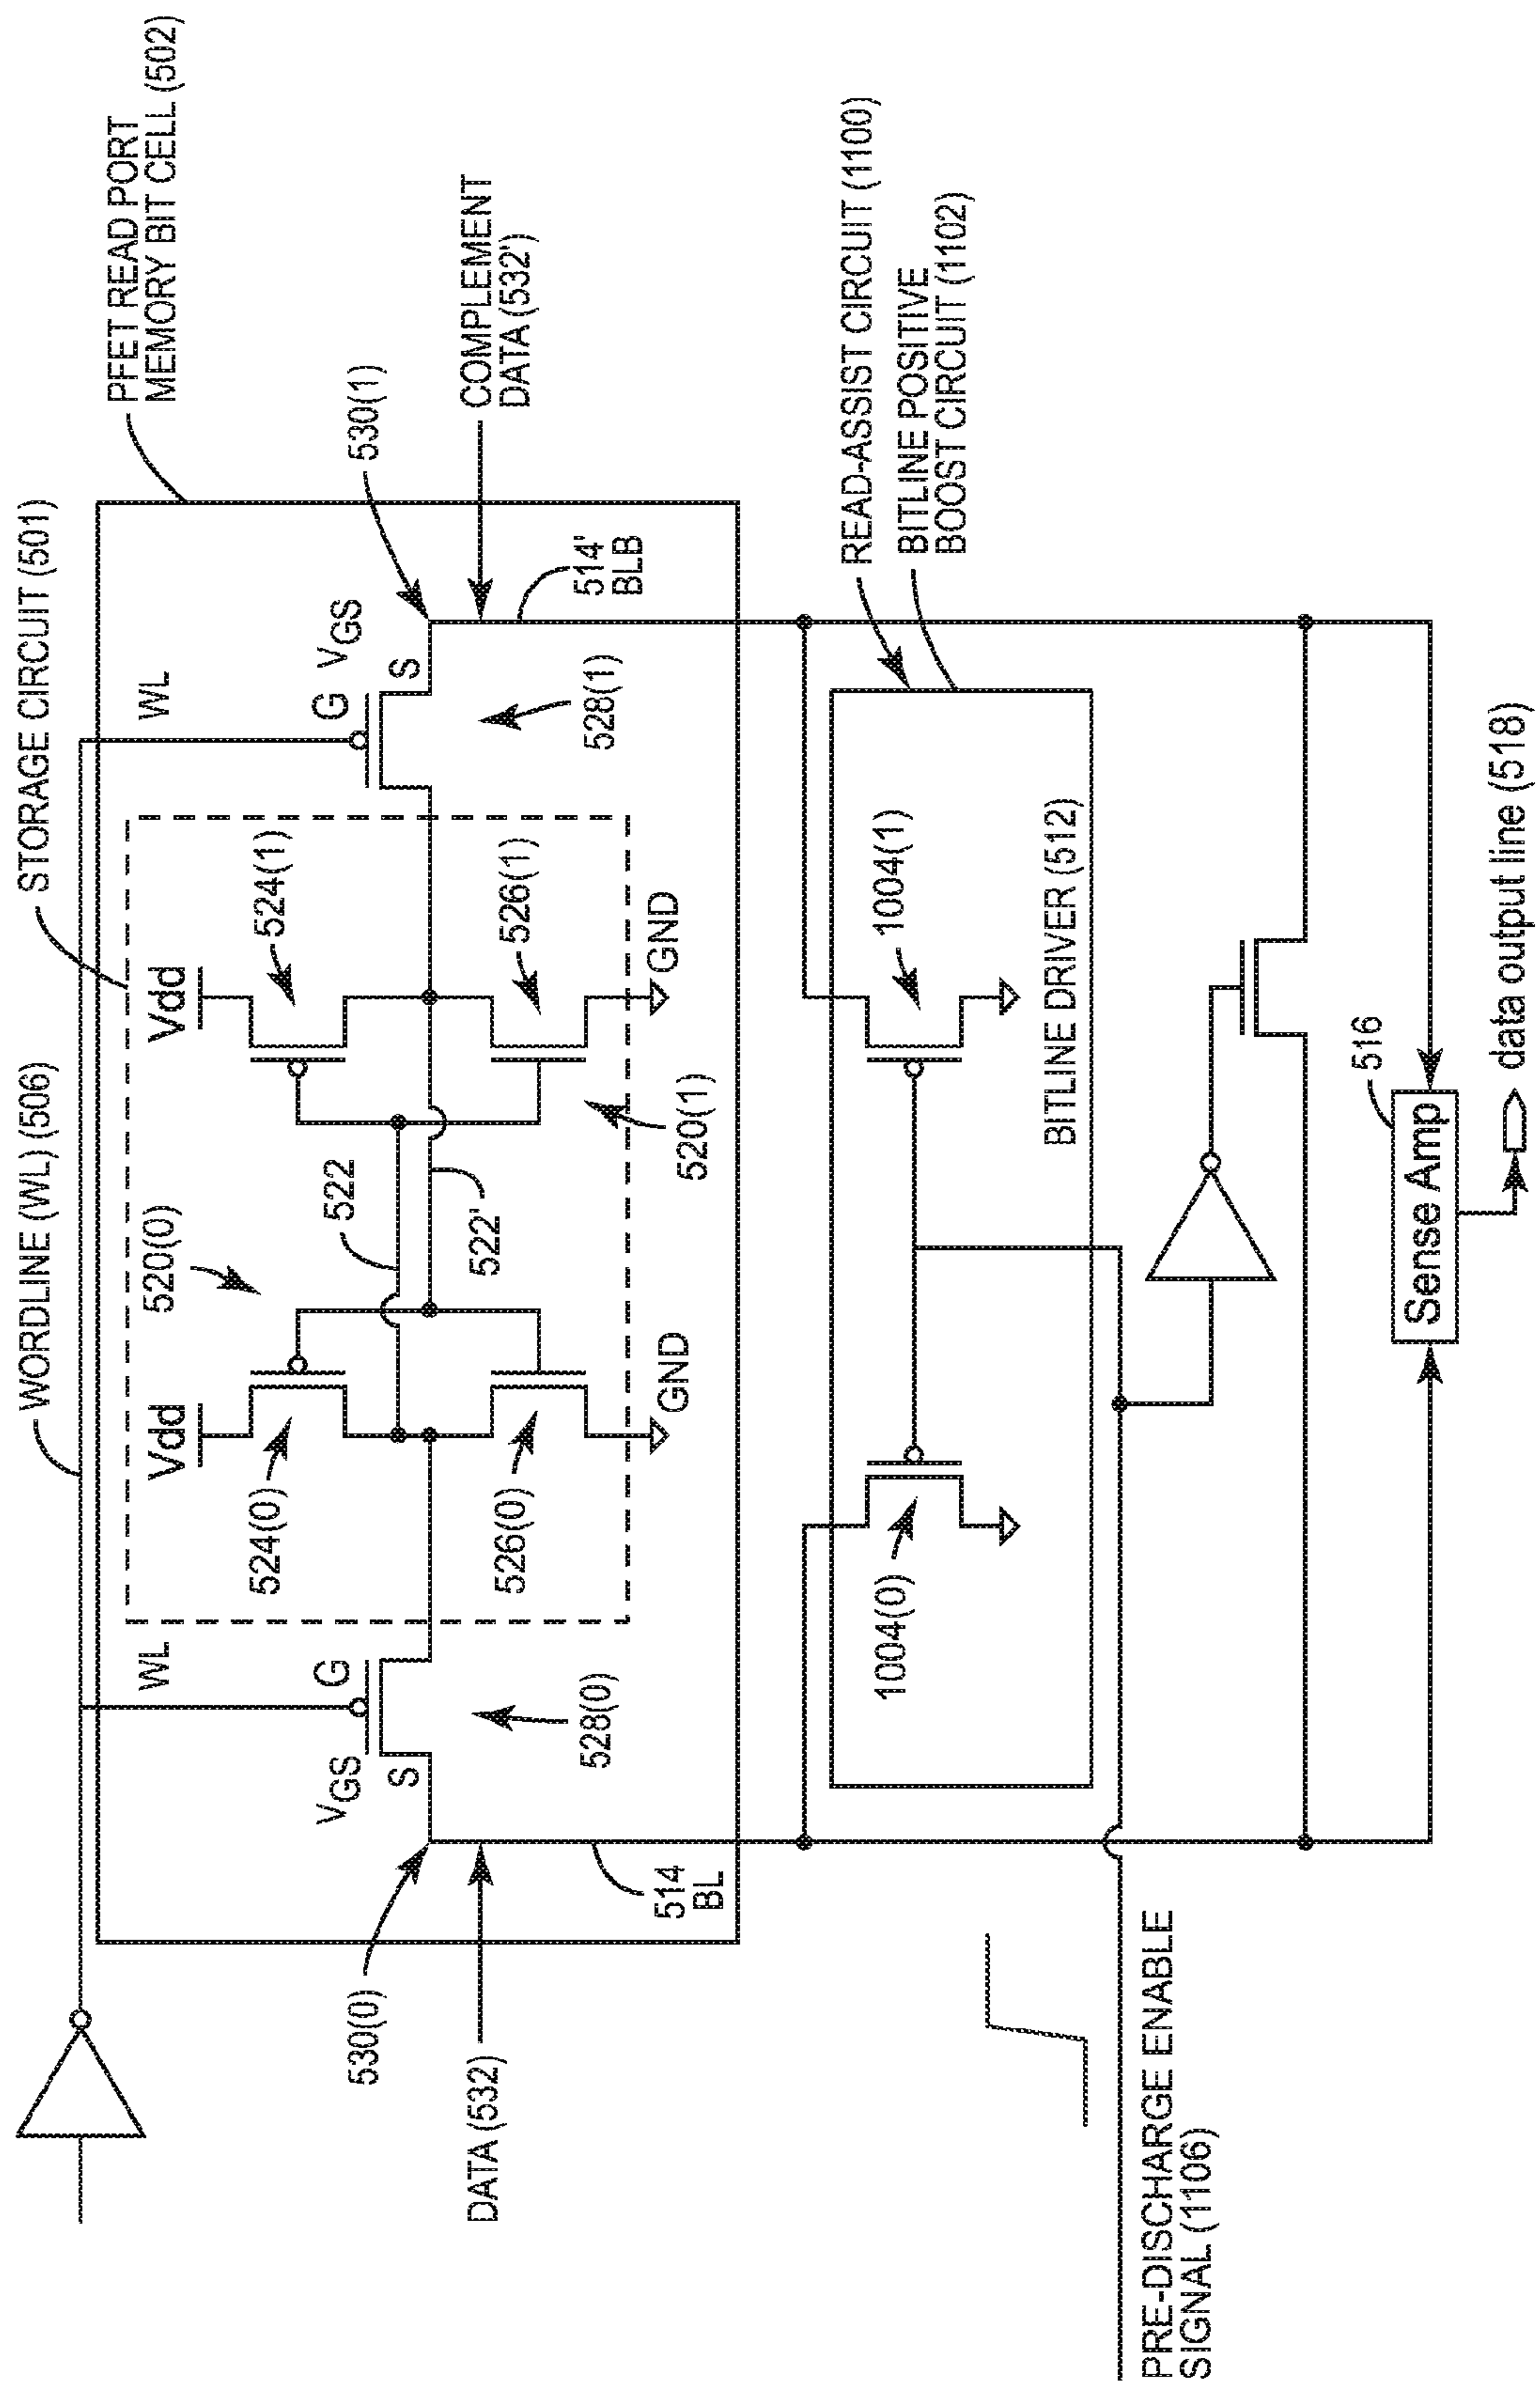 WORDLINE (WL) (506)
STORAGE CIRCUIT (501)
PFET READ PORT
MEMORY BIT CELL (502)
WL
WL
Vdd
Vdd
520(0)
524(0)
524(1)
VGS
G
S
G
VGS
S
530(0)
530(1)
522
522'
526(0)
526(1)
DATA (532)
COMPLEMENT
DATA (532')
528(0)
528(1)
520(1)
GND
GND
514
BL
514'
BLB
READ-ASSIST CIRCUIT (1100)
BITLINE POSITIVE
BOOST CIRCUIT (1102)
1004(0)
1004(1)
BITLINE DRIVER (512)
PRE-DISCHARGE ENABLE
SIGNAL (1106)
516
Sense Amp
data output line (518)